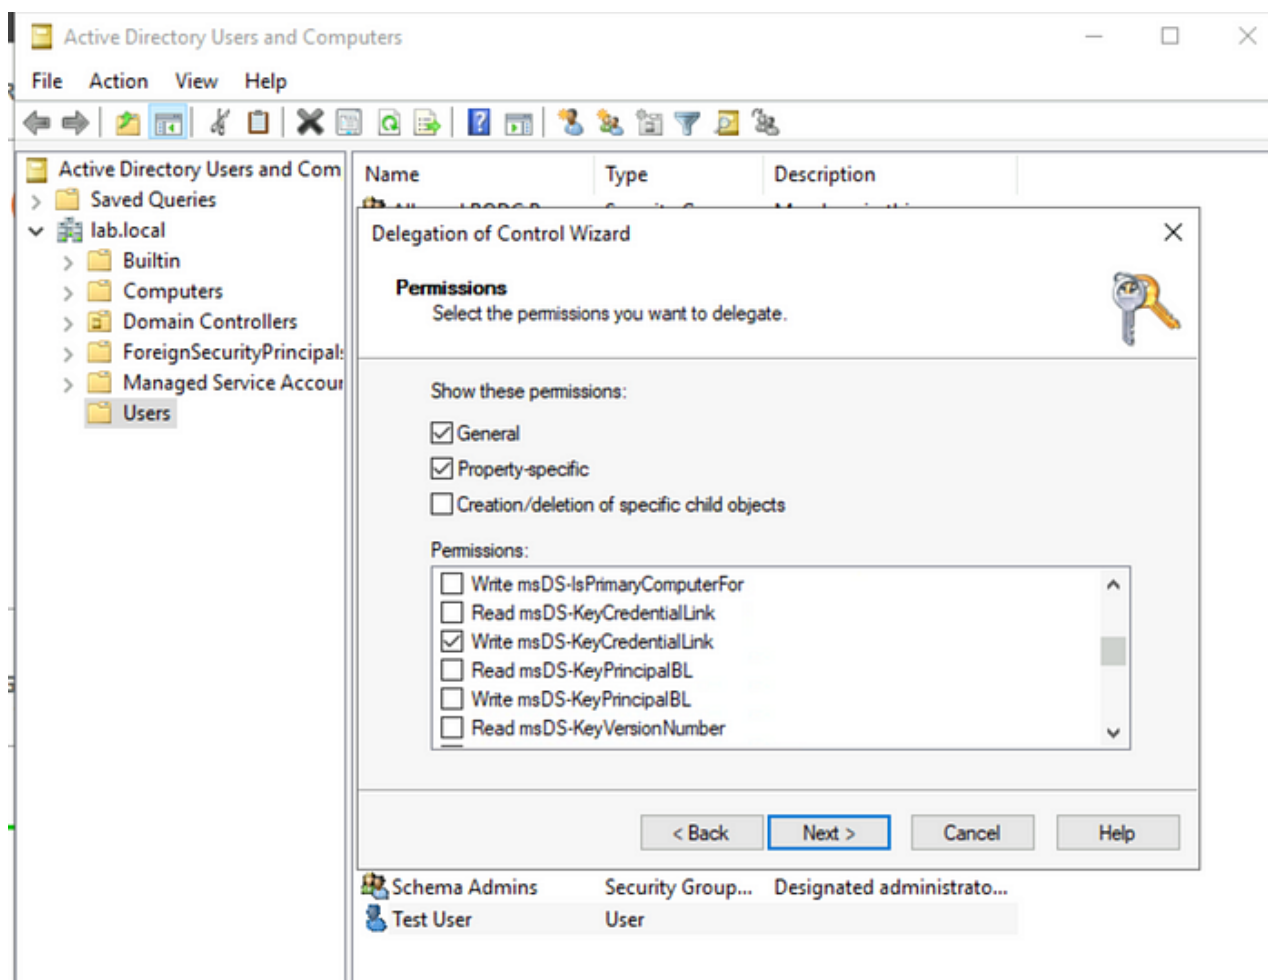 Active Directory Users and Computers
File Action View Help
Active Directory Users and Com
Saved Queries
lab.local
Builtin
Computers
Domain Controllers
ForeignSecurityPrincipals
Managed Service Accour
Users
Name Type Description
Delegation of Control Wizard
Permissions
Select the permissions you want to delegate.
Show these permissions:
General
Property-specific
Creation/deletion of specific child objects
Permissions:
Write msDS-IsPrimaryComputerFor
Read msDS-KeyCredentialLink
Write msDS-KeyCredentialLink
Read msDS-KeyPrincipalBL
Write msDS-KeyPrincipalBL
Read msDS-KeyVersionNumber
< Back Next > Cancel Help
Schema Admins Security Group... Designated administrato...
Test User User